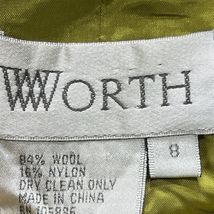 WORTH
8
84% WOOL
16% NYLON
DRY CLEAN ONLY
MADE IN
CHINA